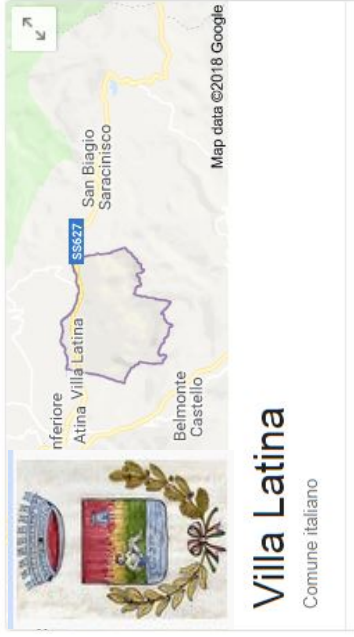 nferiore
Atina Villa Latina
SS627
San Biagio
Saracinisco
Belmonte
Castello
Map data ©2018 Google
Villa Latina
Comune italiano